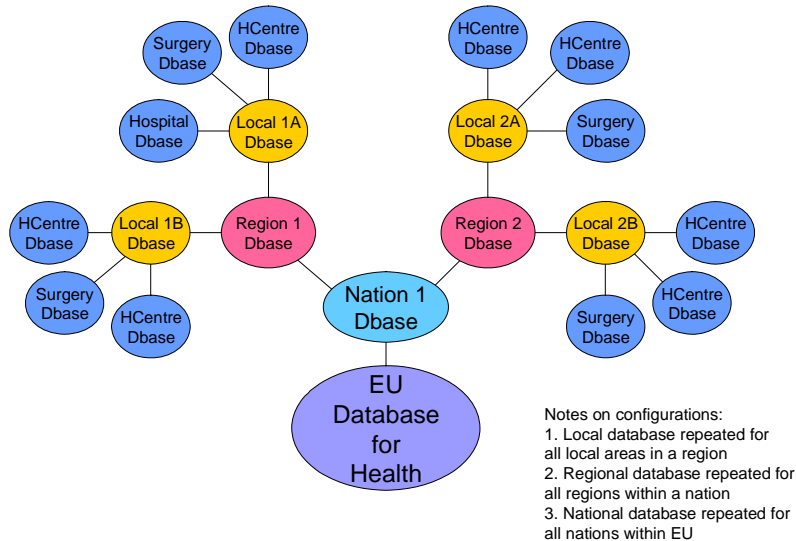 HCentre
Dbase
Surgery
Dbase
Hospital
Dbase
Local 1A
Dbase
HCentre
Dbase
HCentre
Dbase
Local 2A
Dbase
Surgery
Dbase
HCentre
Dbase
Local 1B
Dbase
Region 1
Dbase
Surgery
Dbase
HCentre
Dbase
Region 2
Dbase
Local 2B
Dbase
HCentre
Dbase
HCentre
Dbase
Surgery
Dbase
Nation 1
Dbase
EU
Database
for
Health
Notes on configurations:
1. Local database repeated for
all local areas in a region
2. Regional database repeated for
all regions within a nation
3. National database repeated for
all nations within EU